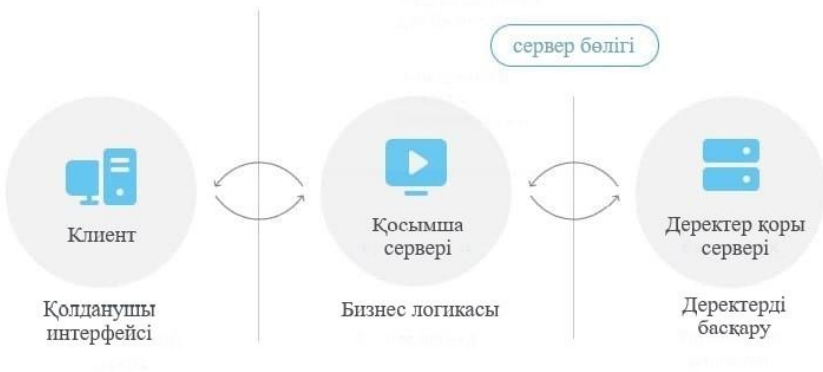 сервер бөлігі
Клиент
Қосымша
сервері
Деректер қоры
сервері
Қолданушы
интерфейсі
Бизнес логикасы
Деректерді
басқару